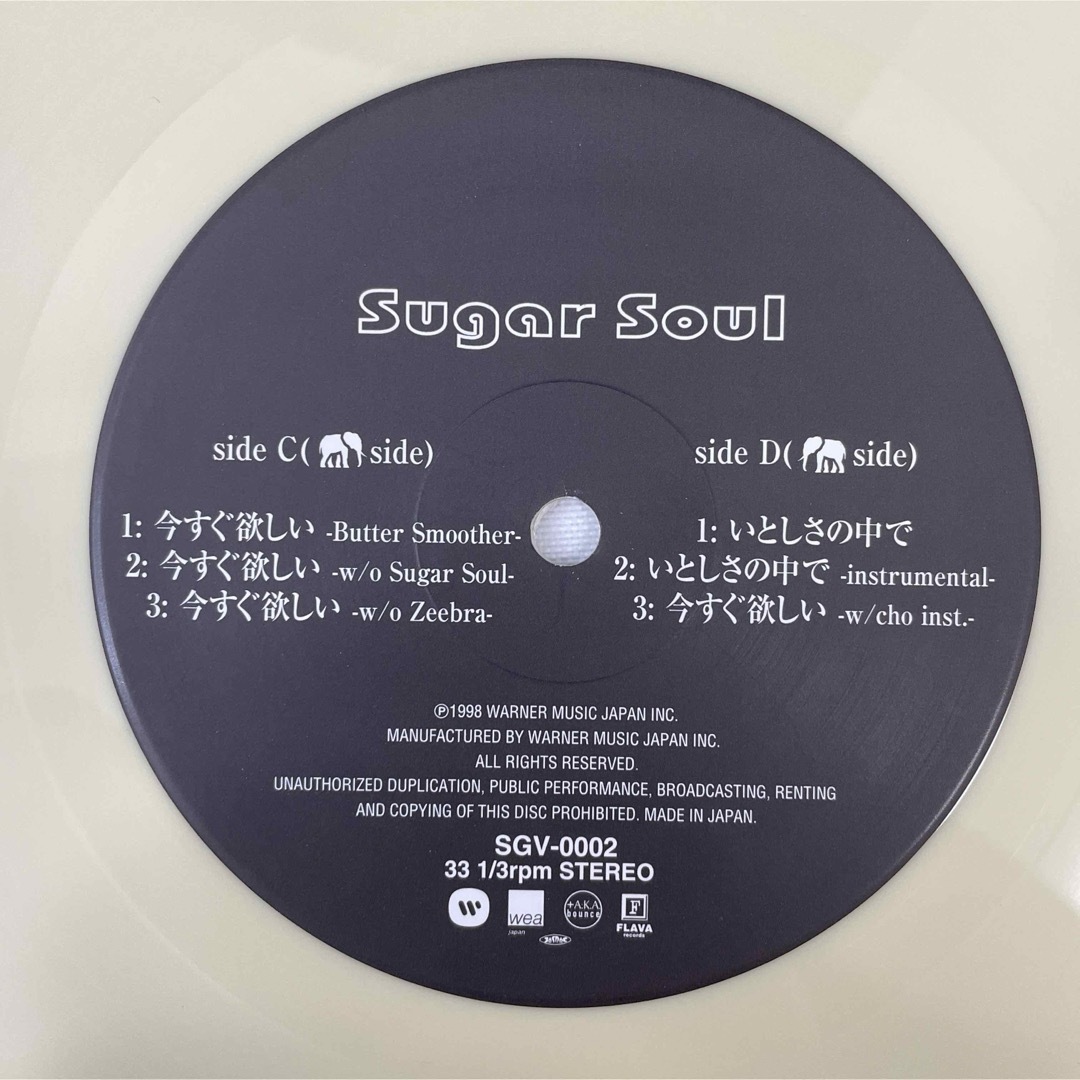 Sugar Soul
side C( side)
1: 今すぐ欲しい -Butter Smoother-
2: 今すぐ欲しい -w/o Sugar Soul-
3: 今すぐ欲しい -w/o Zeebra-
side D( side)
1: いとしさの中で
2: いとしさの中で -instrumental-
3: 今すぐ欲しい -w/cho inst.-
℗1998 WARNER MUSIC JAPAN INC.
MANUFACTURED BY WARNER MUSIC JAPAN INC.
ALL RIGHTS RESERVED.
UNAUTHORIZED DUPLICATION, PUBLIC PERFORMANCE, BROADCASTING, RENTING
AND COPYING OF THIS DISC PROHIBITED. MADE IN JAPAN.
SGV-0002
33 1/3rpm STEREO
wea
japan
+A.K.A.
bounce
F
FLAVA
records